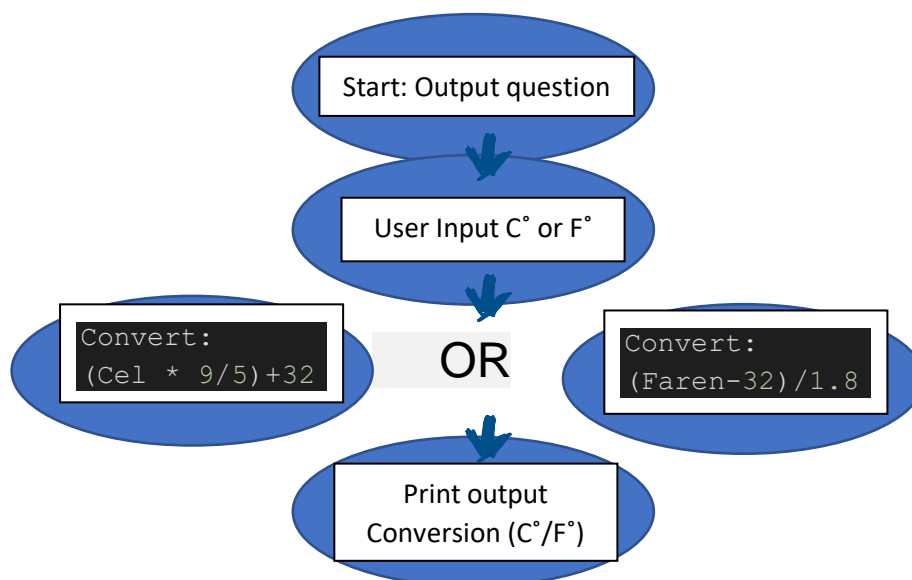 Start: Output question
User Input C˚ or F˚
Convert:
(Cel * 9/5)+32
OR
Convert:
(Faren-32)/1.8
Print output
Conversion (C˚/F˚)